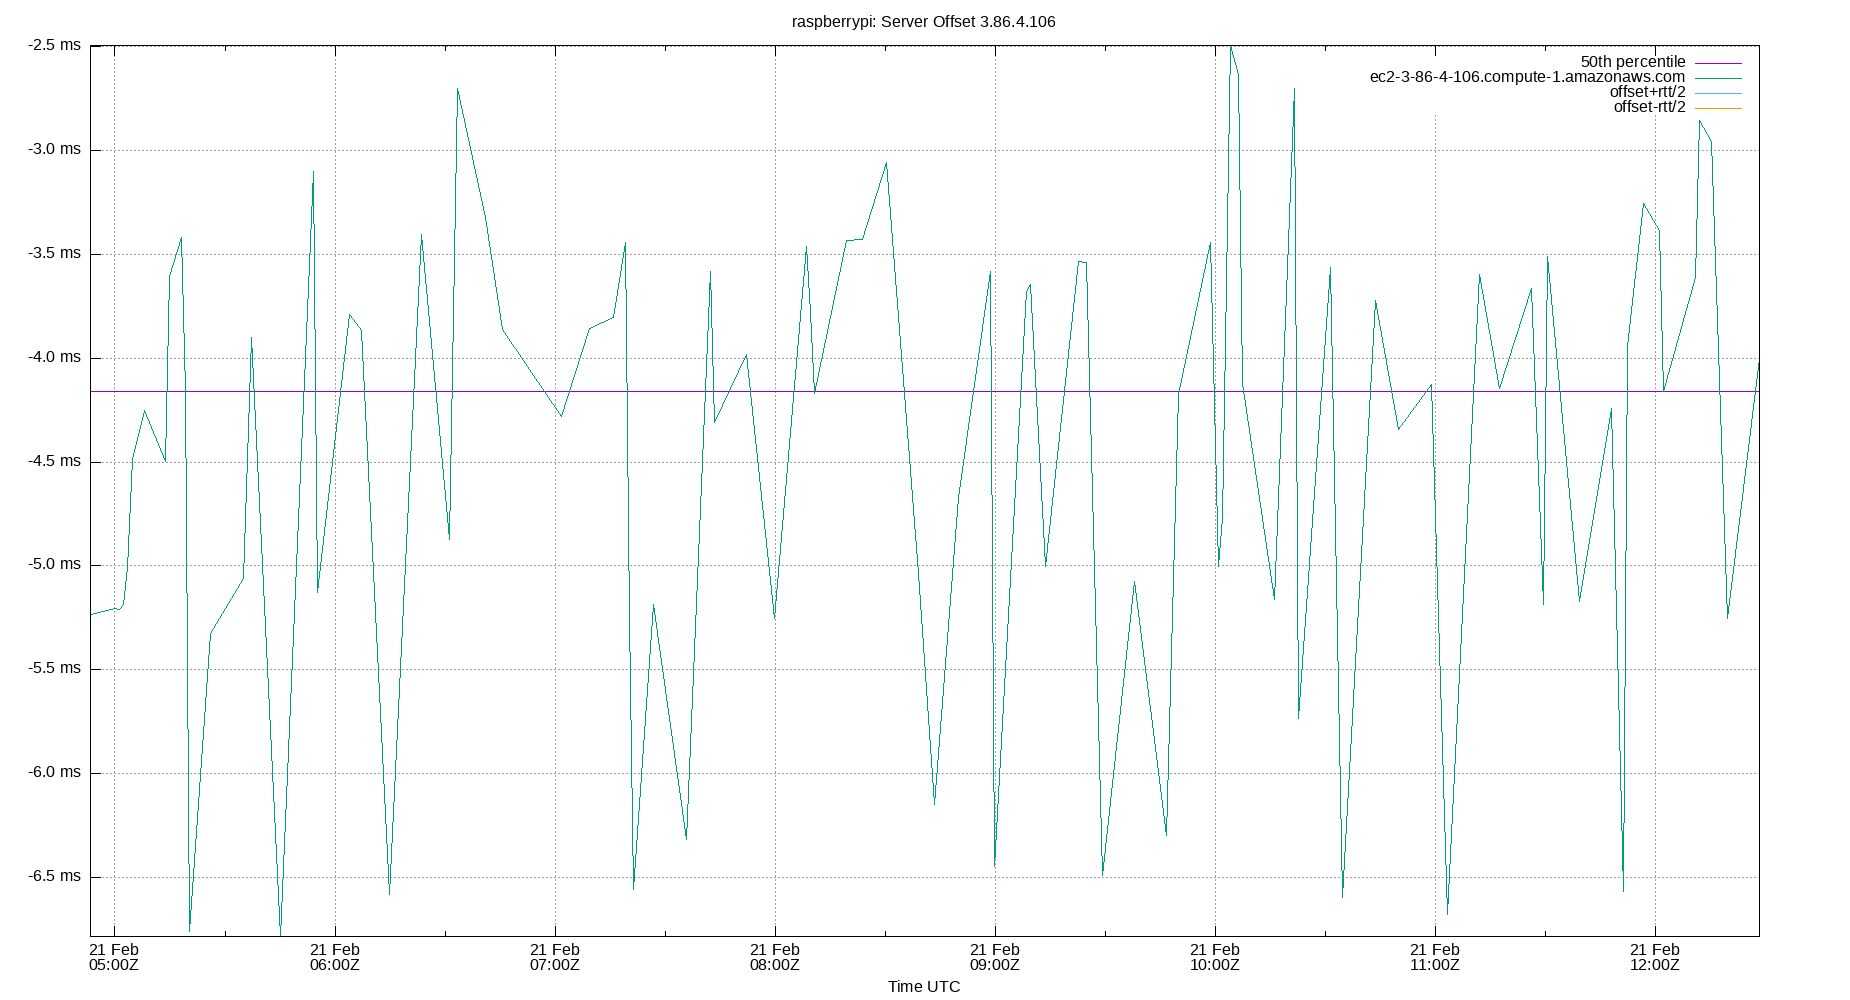 raspberrypi: Server Offset 3.86.4.106
-2.5 ms
50th percentile
ec2-3-86-4-106.compute-1.amazonaws.com
offset+rtt/2
offset-rtt/2
-3.0 ms
-3.5 ms
-4.0 ms
-4.5 ms
-5.0 ms
-5.5 ms
-6.0 ms
-6.5 ms
21 Feb 21 Feb 21 Feb 21 Feb 21 Feb 21 Feb 21 Feb 21 Feb
05:00Z 06:00Z 07:00Z 08:00Z 09:00Z 10:00Z 11:00Z 12:00Z
Time UTC